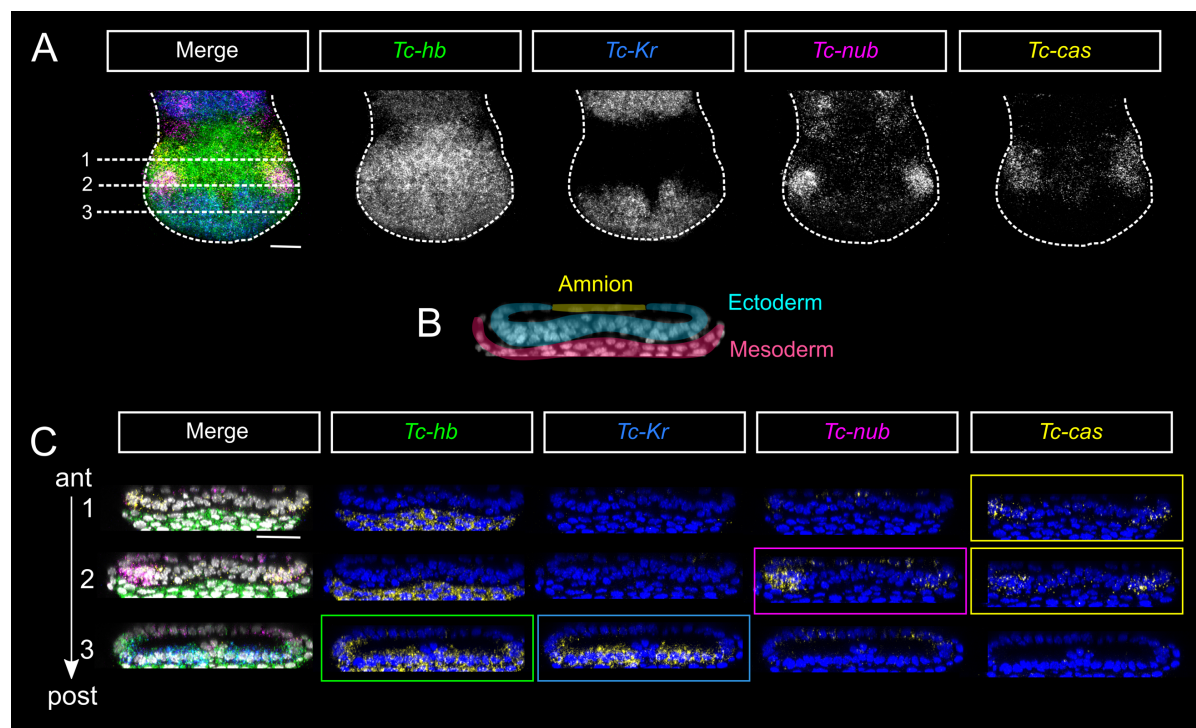 A
Merge
Tc-hb
Tc-Kr
Tc-nub
Tc-cas
1
2
3
B
Amnion
Ectoderm
Mesoderm
C
Merge
Tc-hb
Tc-Kr
Tc-nub
Tc-cas
ant
1
2
3
post